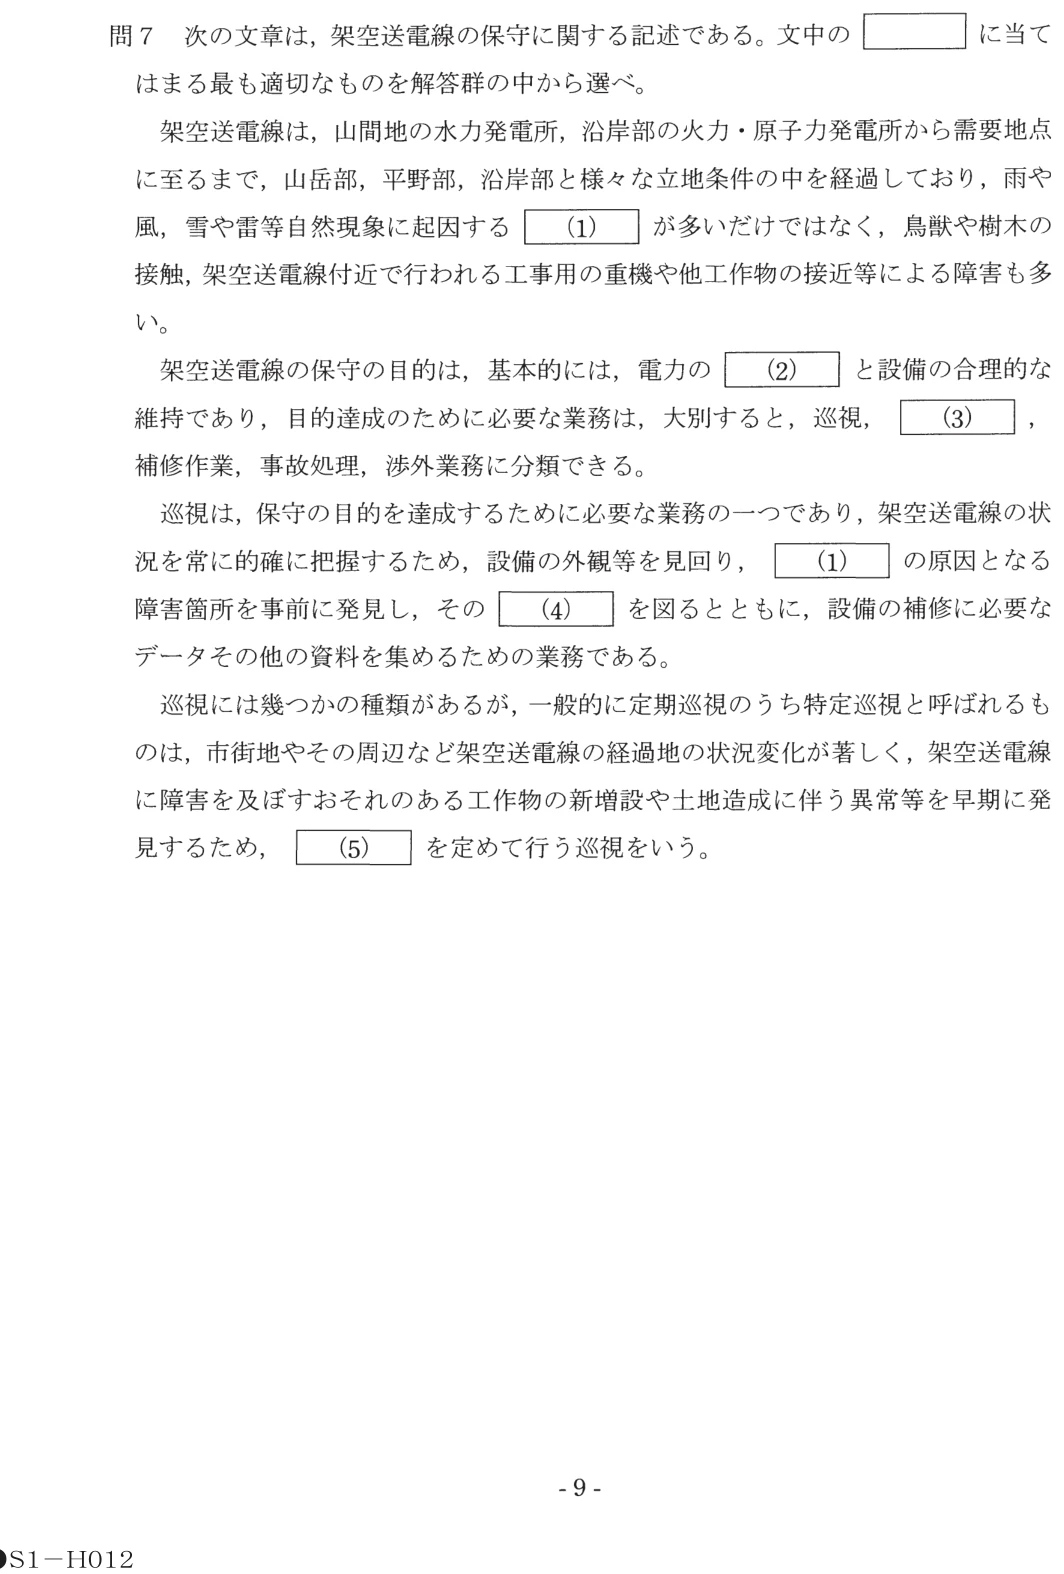 問７　次の文章は，架空送電線の保守に関する記述である。文中の　　　　に当て
はまる最も適切なものを解答群の中から選べ。
架空送電線は，山間地の水力発電所，沿岸部の火力・原子力発電所から需要地点
に至るまで，山岳部，平野部，沿岸部と様々な立地条件の中を経過しており，雨や
風，雪や雷等自然現象に起因する (1) が多いだけではなく，鳥獣や樹木の
接触，架空送電線付近で行われる工事用の重機や他工作物の接近等による障害も多
い。
架空送電線の保守の目的は，基本的には，電力の (2) と設備の合理的な
維持であり，目的達成のために必要な業務は，大別すると，巡視， (3) ，
補修作業，事故処理，渉外業務に分類できる。
巡視は，保守の目的を達成するために必要な業務の一つであり，架空送電線の状
況を常に的確に把握するため，設備の外観等を見回り， (1) の原因となる
障害箇所を事前に発見し，その (4) を図るとともに，設備の補修に必要な
データその他の資料を集めるための業務である。
巡視には幾つかの種類があるが，一般的に定期巡視のうち特定巡視と呼ばれるも
のは，市街地やその周辺など架空送電線の経過地の状況変化が著しく，架空送電線
に障害を及ぼすおそれのある工作物の新増設や土地造成に伴う異常等を早期に発
見するため， (5) を定めて行う巡視をいう。
- 9 -
●S1－H012